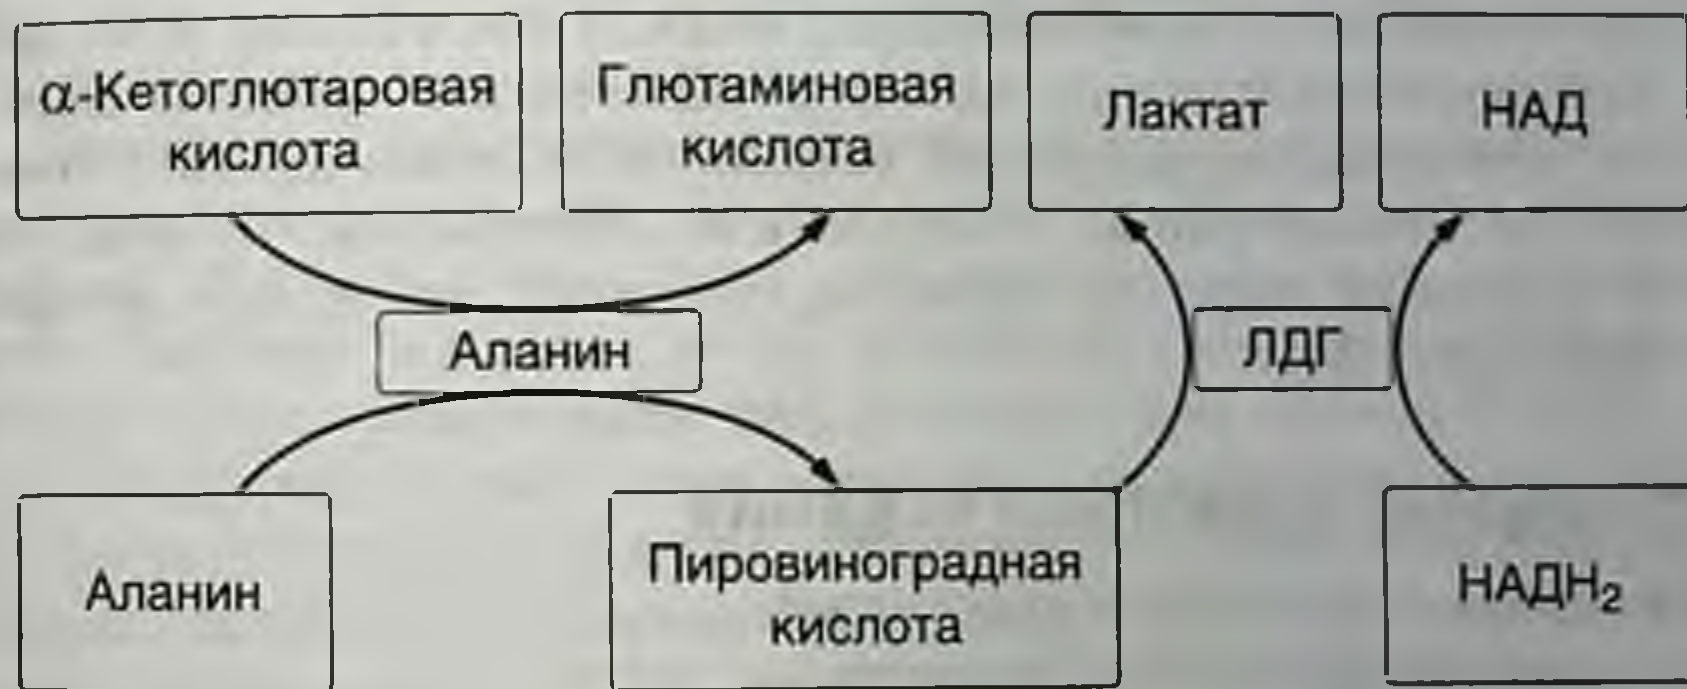 α-Кетоглютаровая
кислота
Глютаминовая
кислота
Лактат
НАД
Аланин
ЛДГ
Аланин
Пировиноградная
кислота
НАДН₂